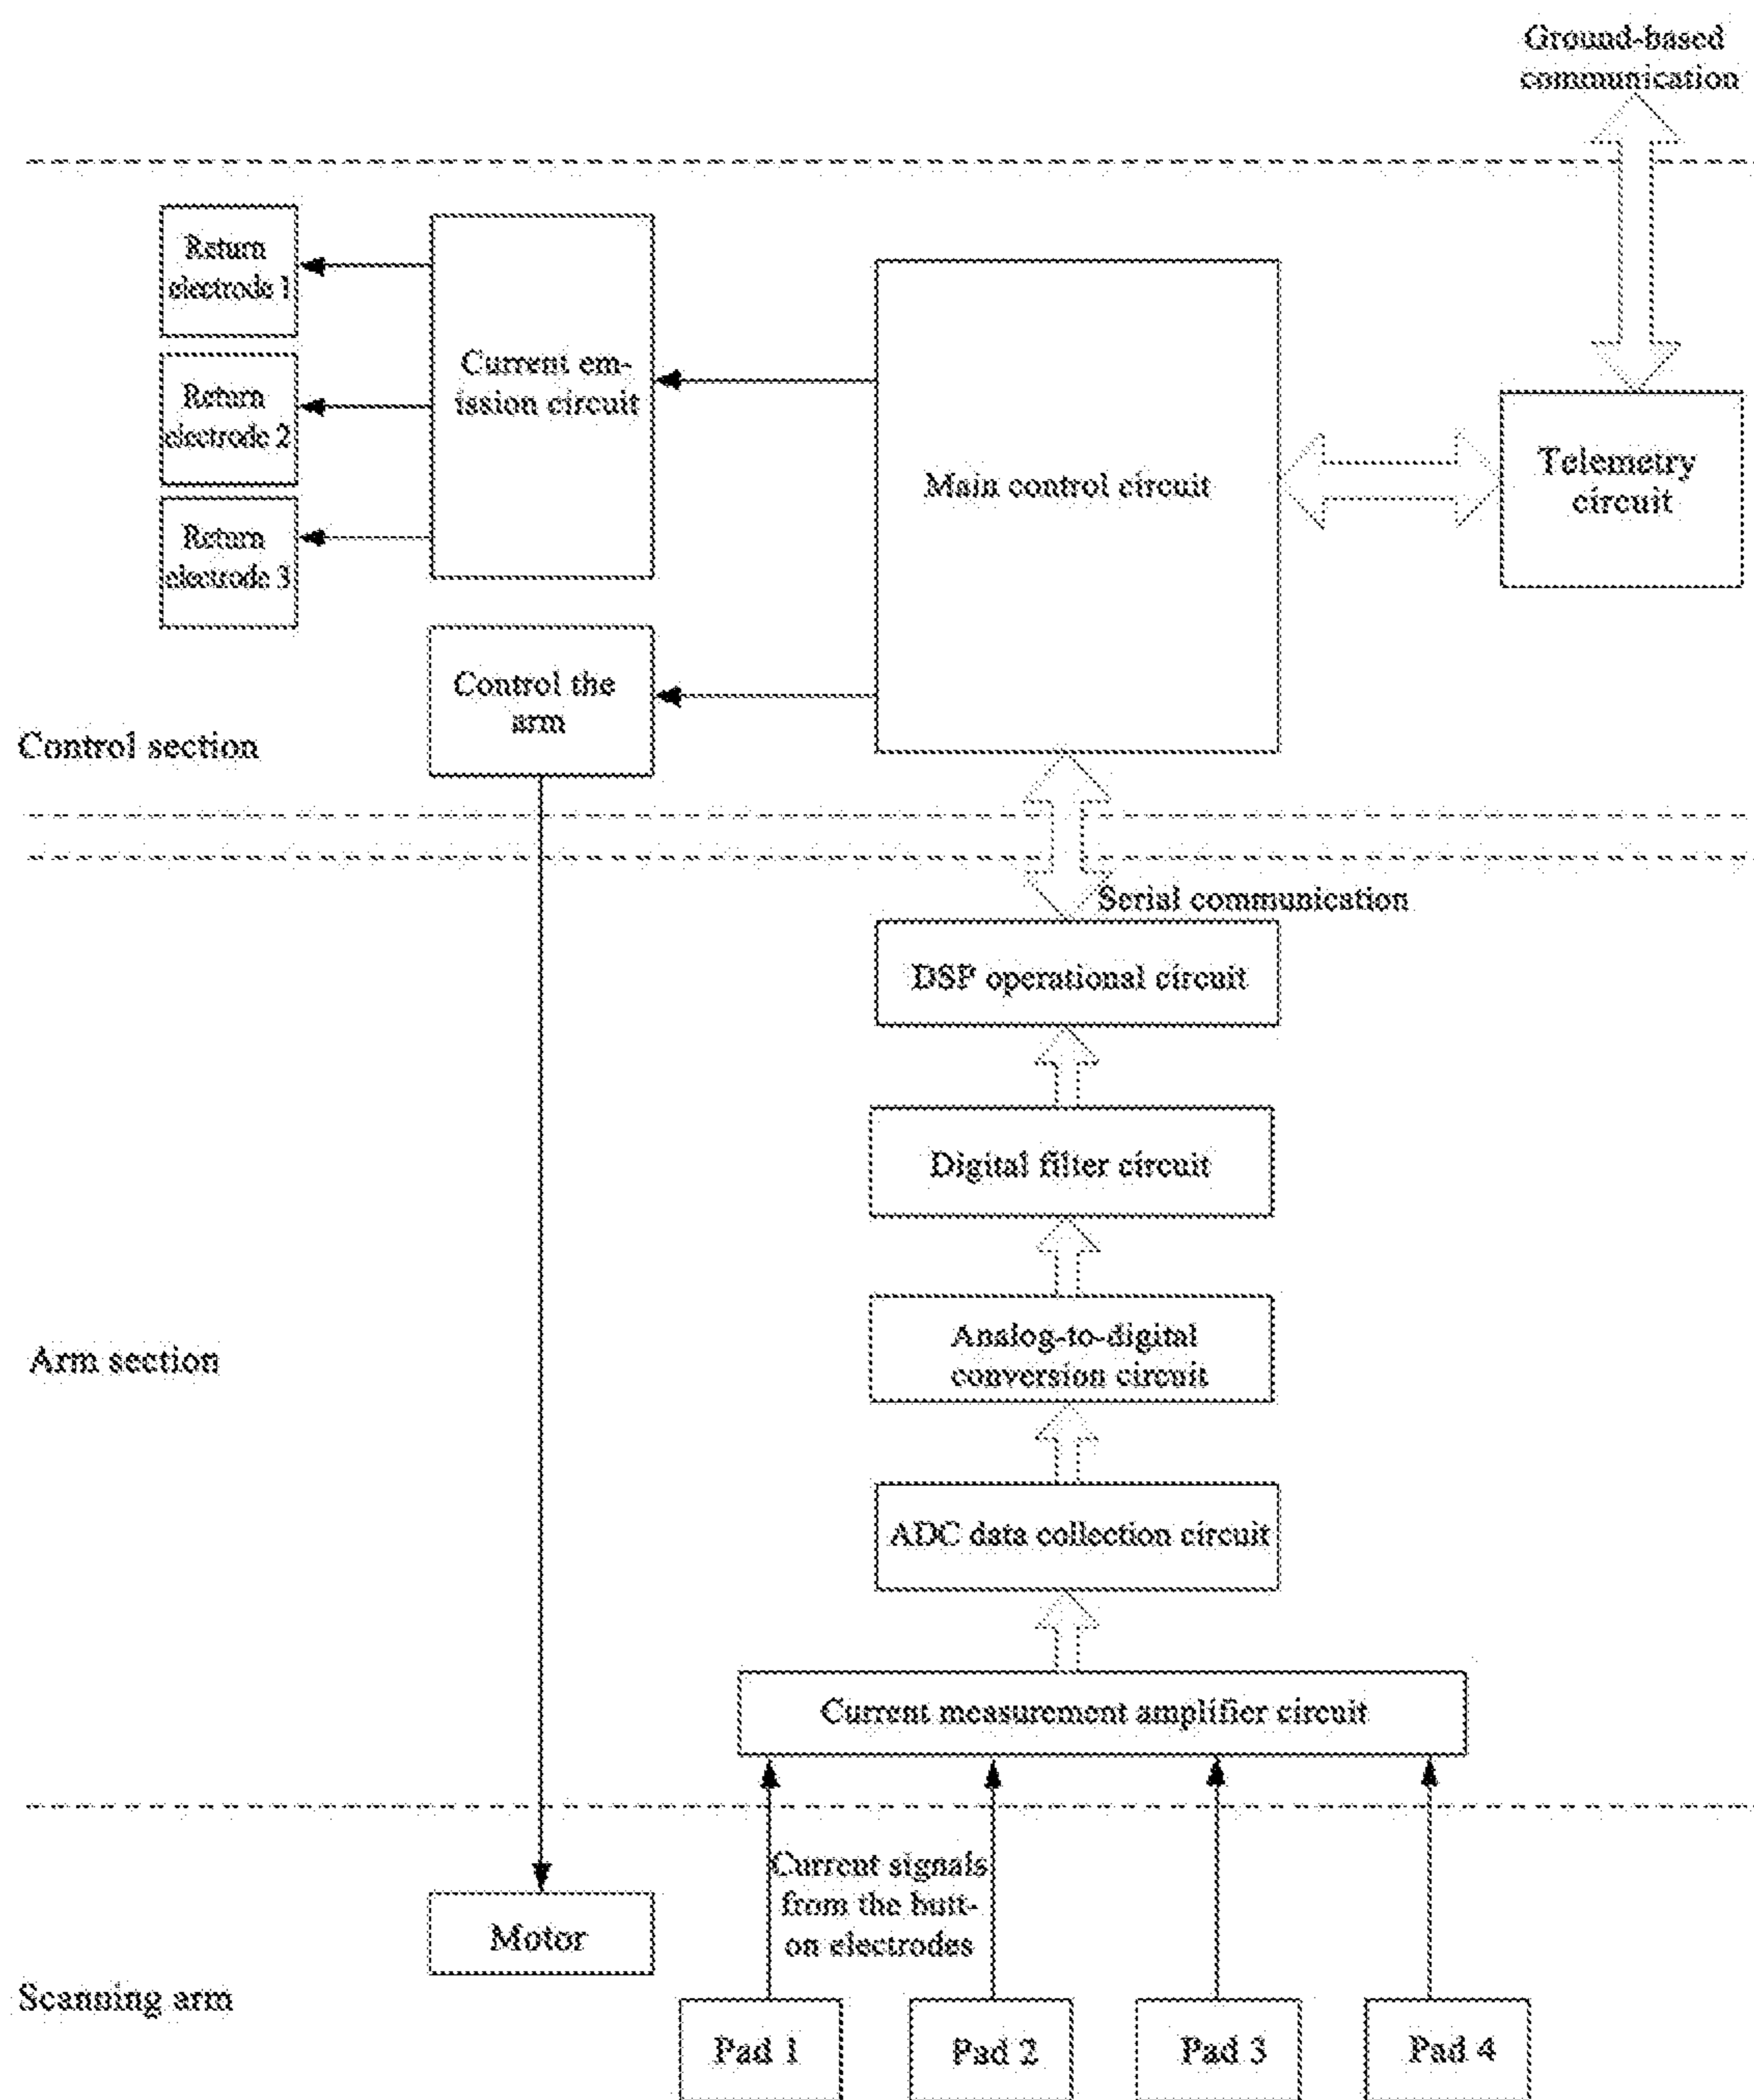 Ground-based
communication
Return
electrode 1
Current em-
ission circuit
Return
electrode 2
Main control circuit
Telemetry
circuit
Return
electrode 3
Control the
arm
Control section
Serial communication
DSP operational circuit
Digital filter circuit
Analog-to-digital
conversion circuit
Arm section
ADC data collection circuit
Current measurement amplifier circuit
Current signals
from the butt-
on electrodes
Motor
Scanning arm
Pad 1
Pad 2
Pad 3
Pad 4